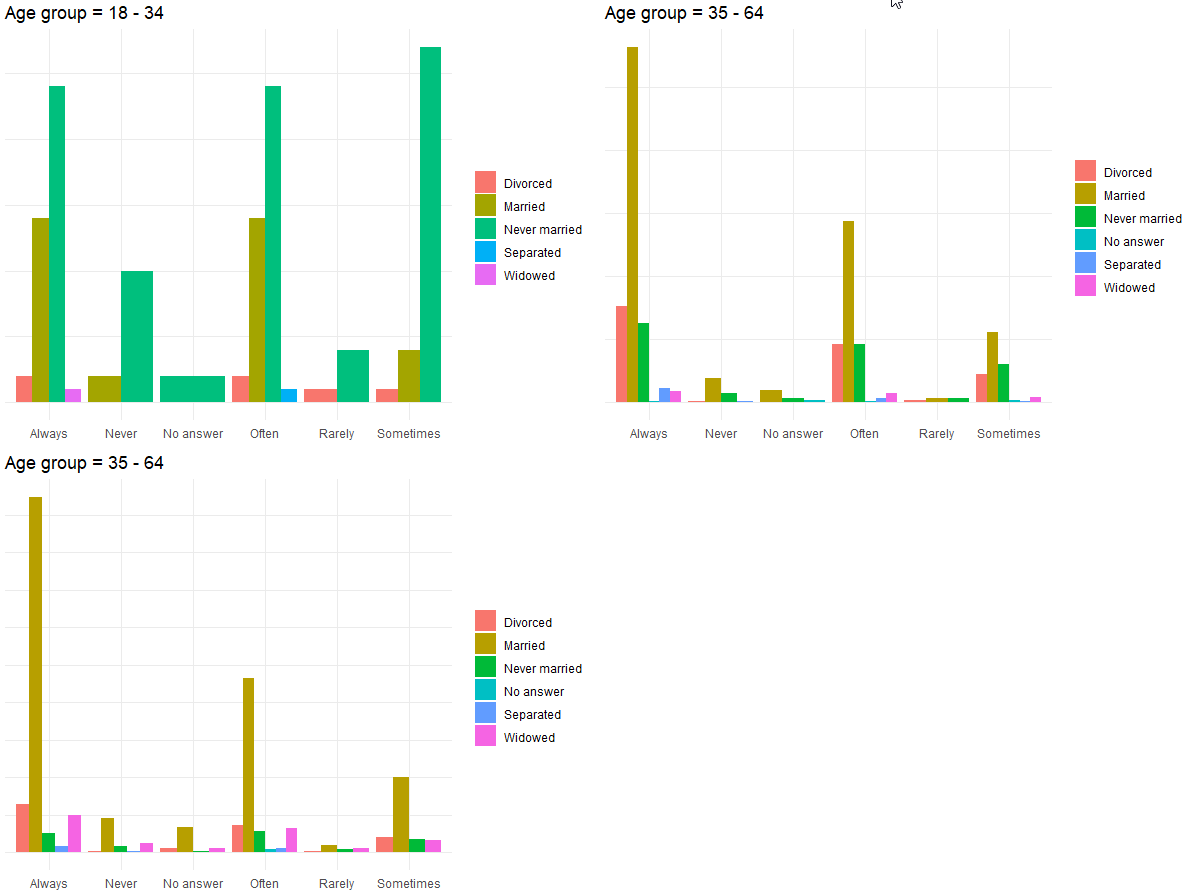 Age group = 18 - 34
Divorced
Married
Never married
Separated
Widowed
Always Never No answer Often Rarely Sometimes
Age group = 35 - 64
Divorced
Married
Never married
No answer
Separated
Widowed
Always Never No answer Often Rarely Sometimes
Age group = 35 - 64
Divorced
Married
Never married
No answer
Separated
Widowed
Always Never No answer Often Rarely Sometimes